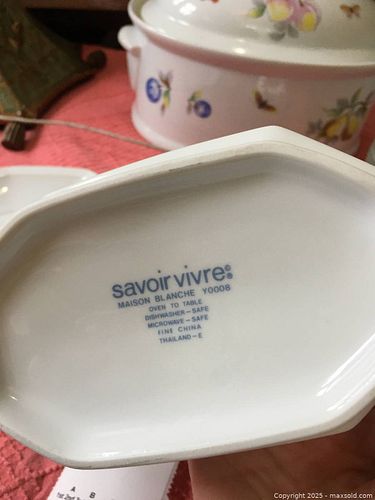 savoir vivre®
MAISON BLANCHE Y0008
OVEN TO TABLE
DISHWASHER-SAFE
MICROWAVE-SAFE
FINE CHINA
THAILAND-E
A B
Copyright © 2025 - maxsold.com